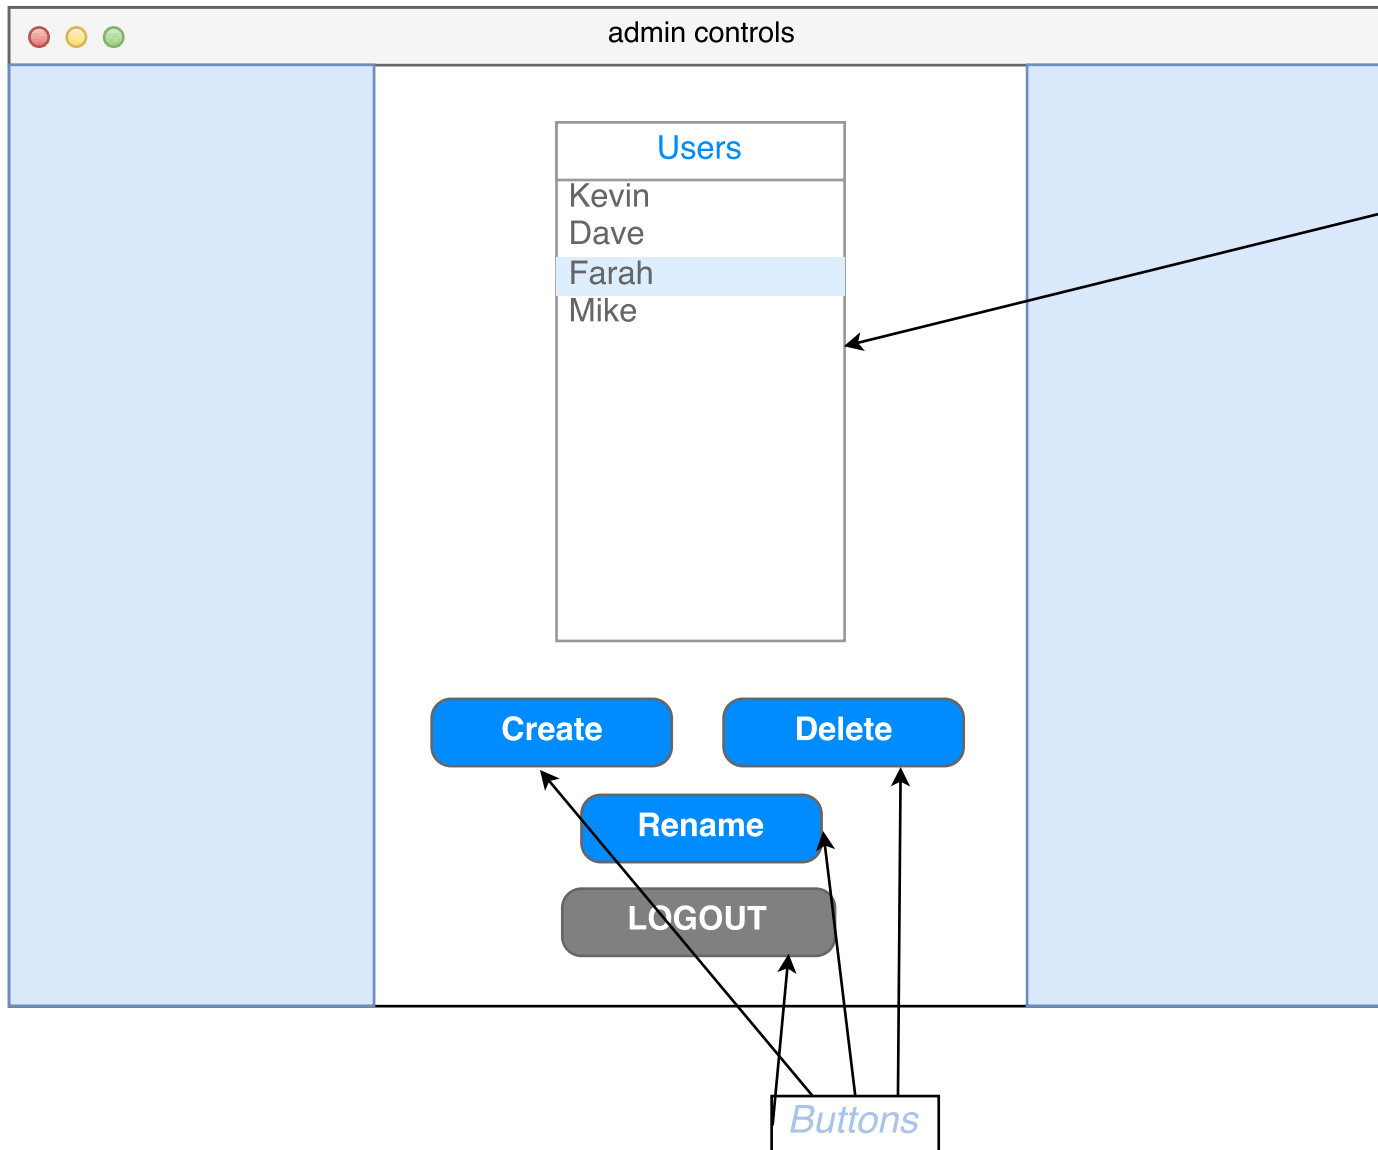 admin controls
Users
Kevin
Dave
Farah
Mike
Create
Delete
Rename
LOGOUT
Buttons